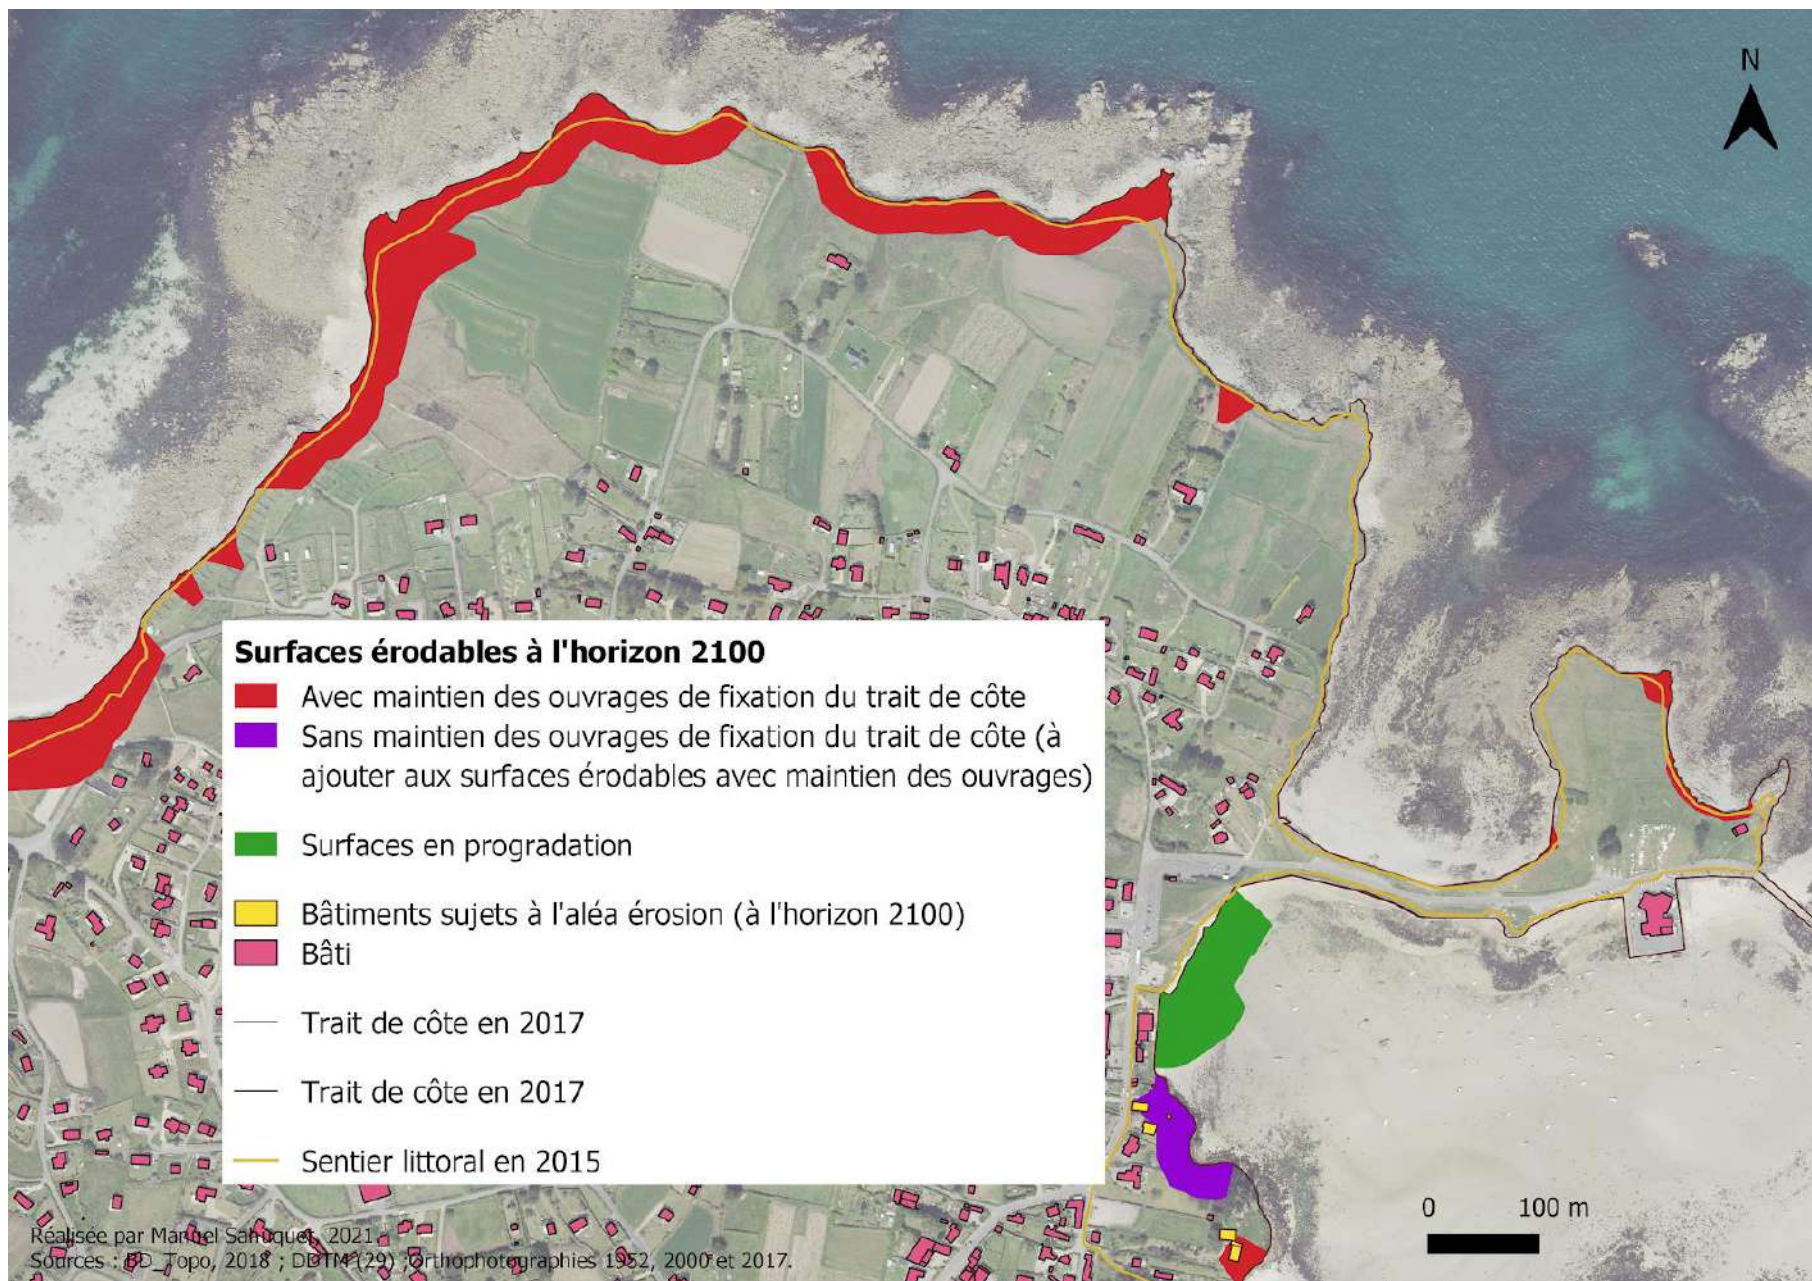 N
Surfaces érodables à l'horizon 2100
Avec maintien des ouvrages de fixation du trait de côte
Sans maintien des ouvrages de fixation du trait de côte (à
ajouter aux surfaces érodables avec maintien des ouvrages)
Surfaces en progradation
Bâtiments sujets à l'aléa érosion (à l'horizon 2100)
Bâti
Trait de côte en 2017
Trait de côte en 2017
Sentier littoral en 2015
0 100 m
Réalisée par Manuel Sahuquet, 2021.
Sources : BD_Topo, 2018 ; DDTM (29) ; Orthophotographies 1952, 2000 et 2017.